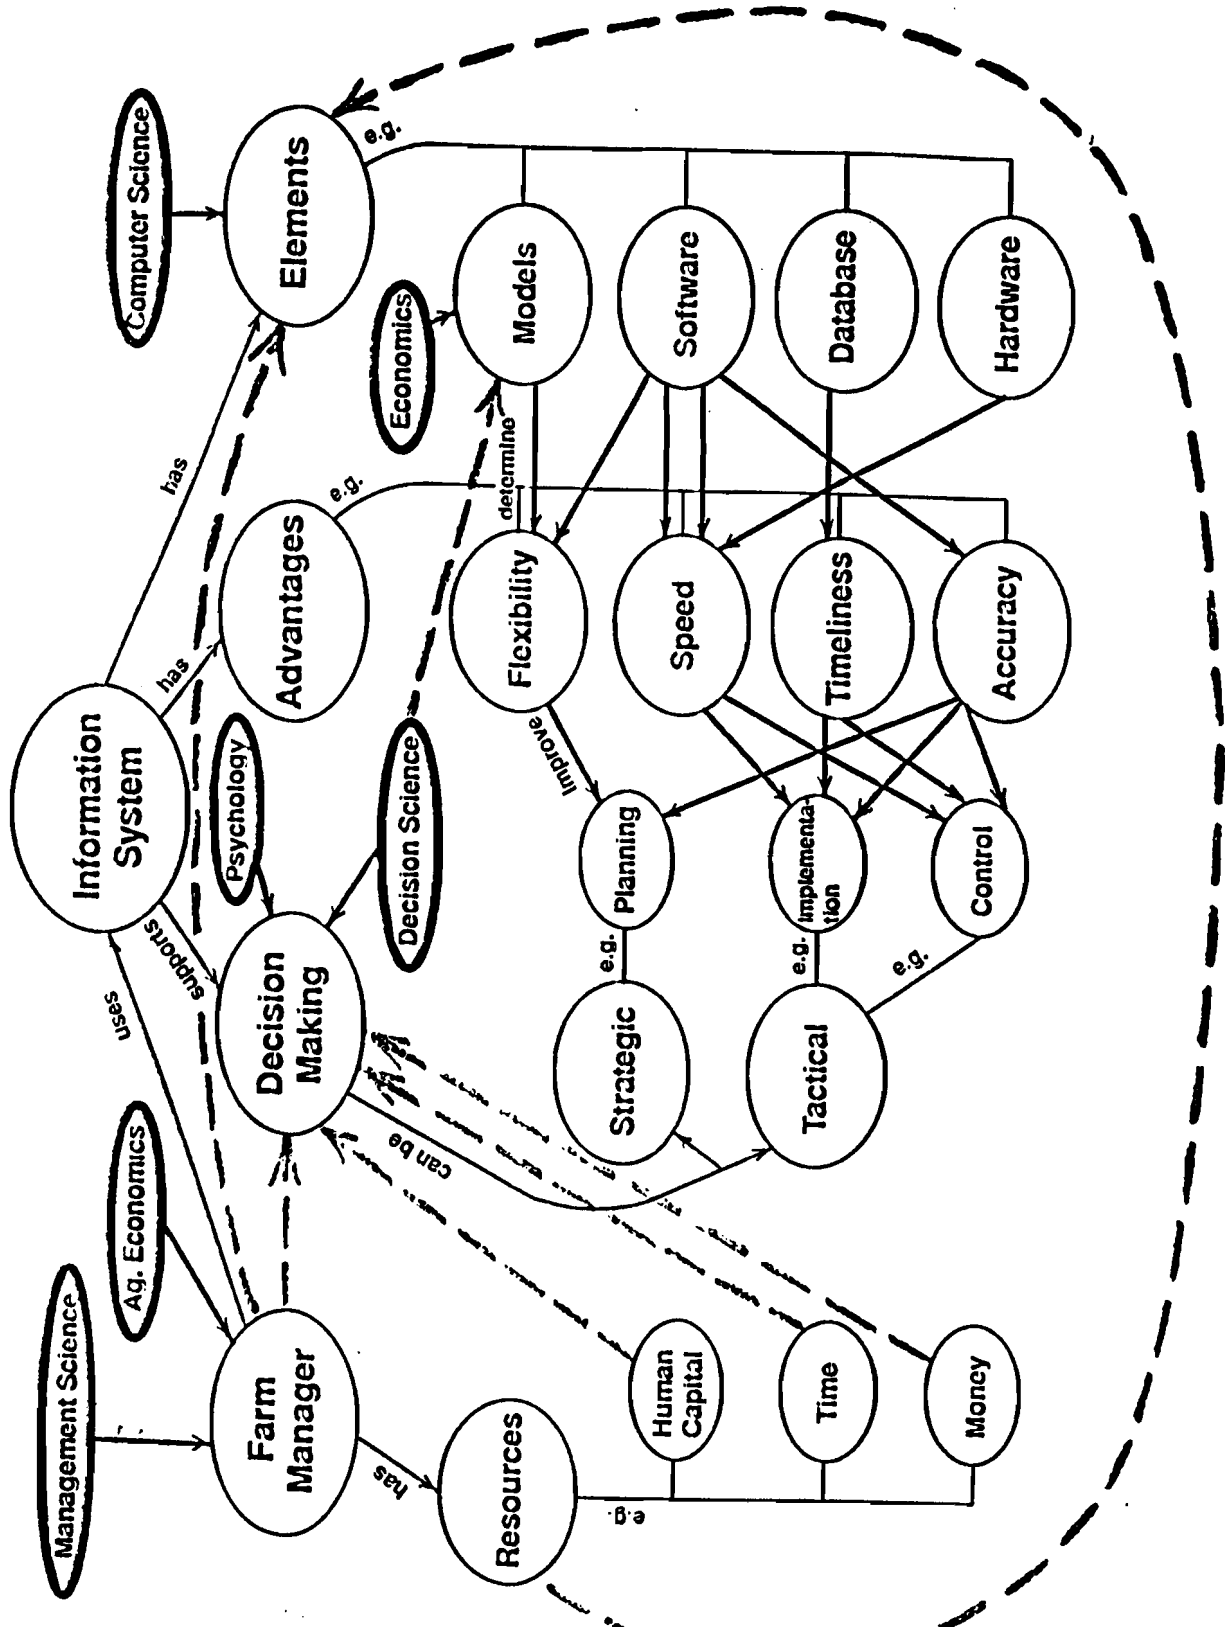 Information
System
uses
supports
has
has
Management Science
Ag. Economics
Psychology
Computer Science
Farm
Manager
Decision
Making
Advantages
Elements
has
can be
Decision Science
e.g.
Economics
e.g.
Resources
e.g.
Strategic
e.g.
Planning
Improve
Flexibility
determine
Models
Human
Capital
Speed
Software
Time
Tactical
e.g.
Implementa-
tion
Timeliness
Database
Money
e.g.
Control
Accuracy
Hardware